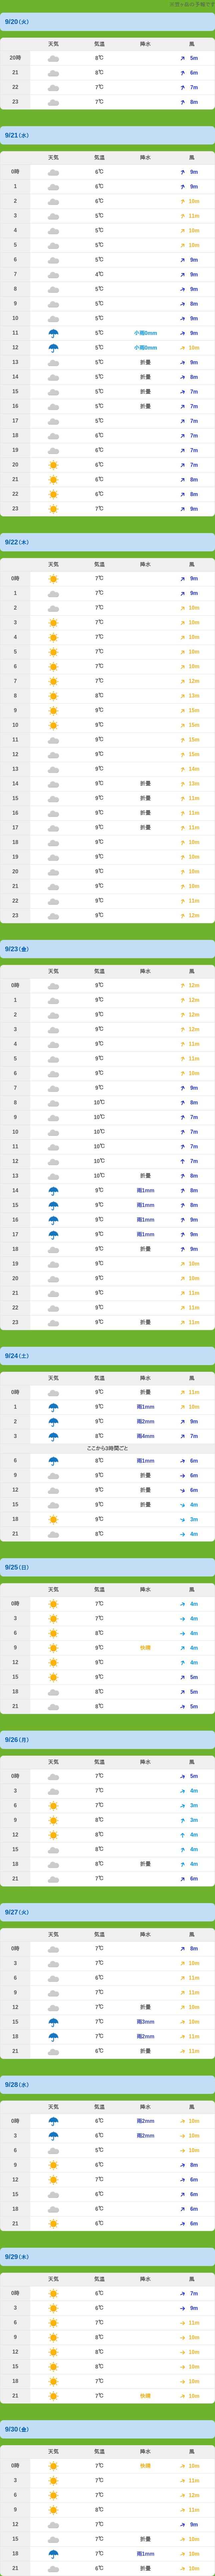 9/20(火)
天気 気温 降水 風
20時 8℃ 5m
21 8℃ 6m
22 7℃ 7m
23 7℃ 8m
9/21(水)
天気 気温 降水 風
0時 6℃ 9m
1 6℃ 9m
2 6℃ 10m
3 5℃ 11m
4 5℃ 10m
5 5℃ 10m
6 5℃ 9m
7 4℃ 9m
8 5℃ 9m
9 5℃ 8m
10 5℃ 9m
11 5℃ 小雨0mm 9m
12 5℃ 小雨0mm 10m
13 5℃ 折畳 9m
14 5℃ 折畳 8m
15 5℃ 折畳 7m
16 5℃ 折畳 7m
17 5℃ 7m
18 6℃ 7m
19 6℃ 7m
20 6℃ 7m
21 6℃ 8m
22 6℃ 8m
23 7℃ 9m
9/22(木)
天気 気温 降水 風
0時 7℃ 9m
1 7℃ 9m
2 7℃ 10m
3 7℃ 10m
4 7℃ 10m
5 7℃ 10m
6 7℃ 10m
7 7℃ 12m
8 8℃ 13m
9 9℃ 15m
10 9℃ 15m
11 9℃ 15m
12 9℃ 15m
13 9℃ 14m
14 9℃ 折畳 13m
15 9℃ 折畳 11m
16 9℃ 折畳 11m
17 9℃ 折畳 11m
18 9℃ 10m
19 9℃ 10m
20 9℃ 10m
21 9℃ 10m
22 9℃ 11m
23 9℃ 12m
9/23(金)
天気 気温 降水 風
0時 9℃ 12m
1 9℃ 12m
2 9℃ 12m
3 9℃ 12m
4 9℃ 11m
5 9℃ 11m
6 9℃ 10m
7 9℃ 9m
8 10℃ 8m
9 10℃ 7m
10 10℃ 7m
11 10℃ 7m
12 10℃ 7m
13 10℃ 折畳 8m
14 9℃ 雨1mm 8m
15 9℃ 雨1mm 8m
16 9℃ 雨1mm 9m
17 9℃ 雨1mm 9m
18 9℃ 折畳 9m
19 9℃ 10m
20 9℃ 10m
21 9℃ 11m
22 9℃ 11m
23 9℃ 折畳 11m
9/24(土)
天気 気温 降水 風
0時 9℃ 折畳 11m
1 9℃ 雨1mm 10m
2 9℃ 雨2mm 9m
3 8℃ 雨4mm 7m
ここから3時間ごと
6 8℃ 雨1mm 6m
9 9℃ 折畳 6m
12 9℃ 折畳 6m
15 9℃ 折畳 4m
18 9℃ 3m
21 8℃ 4m
9/25(日)
天気 気温 降水 風
0時 7℃ 4m
3 7℃ 4m
6 8℃ 4m
9 9℃ 快晴 4m
12 9℃ 4m
15 9℃ 5m
18 8℃ 5m
21 8℃ 5m
9/26(月)
天気 気温 降水 風
0時 7℃ 5m
3 7℃ 4m
6 7℃ 3m
9 8℃ 3m
12 8℃ 4m
15 8℃ 4m
18 8℃ 折畳 4m
21 7℃ 6m
9/27(火)
天気 気温 降水 風
0時 7℃ 8m
3 7℃ 10m
6 6℃ 11m
9 7℃ 11m
12 7℃ 折畳 10m
15 7℃ 雨3mm 10m
18 7℃ 雨2mm 11m
21 6℃ 折畳 11m
9/28(水)
天気 気温 降水 風
0時 6℃ 雨2mm 10m
3 6℃ 雨2mm 10m
6 5℃ 10m
9 6℃ 8m
12 7℃ 6m
15 6℃ 6m
18 6℃ 6m
21 6℃ 6m
9/29(木)
天気 気温 降水 風
0時 6℃ 7m
3 6℃ 9m
6 7℃ 11m
9 8℃ 10m
12 8℃ 10m
15 8℃ 10m
18 7℃ 10m
21 7℃ 快晴 10m
9/30(金)
天気 気温 降水 風
0時 7℃ 快晴 10m
3 7℃ 11m
6 7℃ 12m
9 8℃ 11m
12 7℃ 9m
15 7℃ 折畳 10m
18 7℃ 雨1mm 10m
21 6℃ 折畳 10m